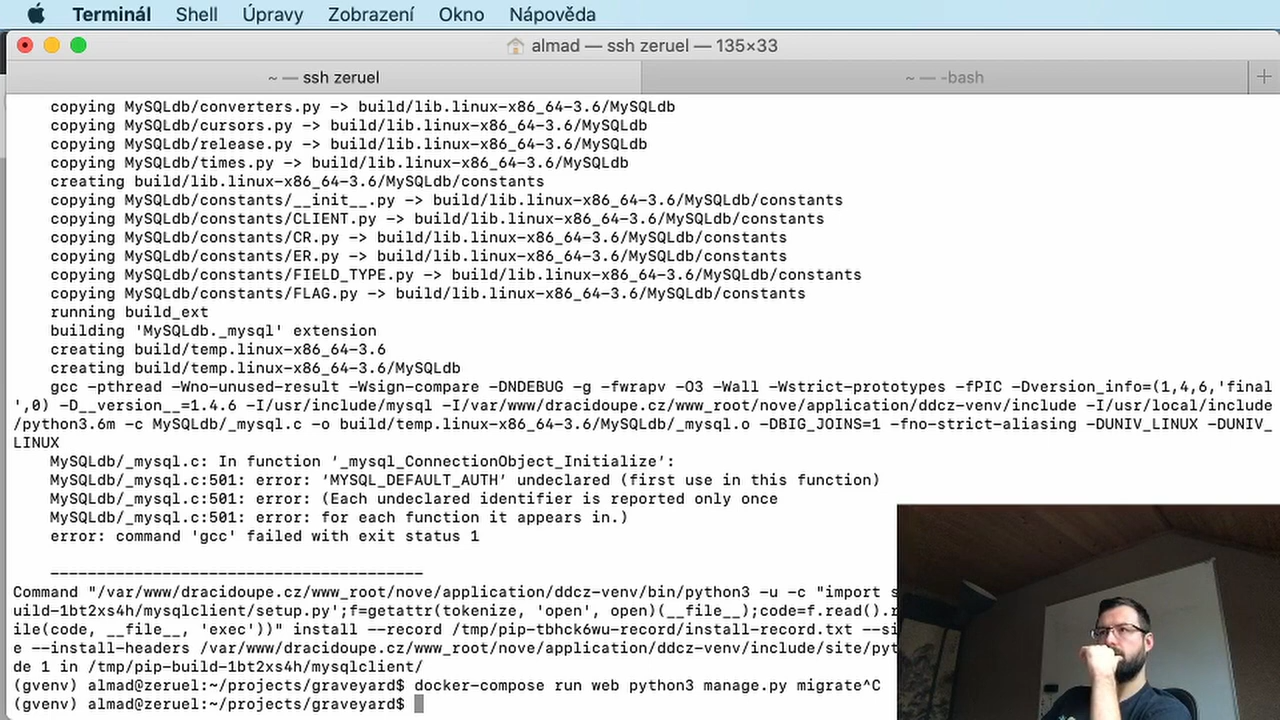 Terminál Shell Úpravy Zobrazení Okno Nápověda
almad — ssh zeruel — 135×33
~ — ssh zeruel
~ — -bash
copying MySQLdb/converters.py -> build/lib.linux-x86_64-3.6/MySQLdb
copying MySQLdb/cursors.py -> build/lib.linux-x86_64-3.6/MySQLdb
copying MySQLdb/release.py -> build/lib.linux-x86_64-3.6/MySQLdb
copying MySQLdb/times.py -> build/lib.linux-x86_64-3.6/MySQLdb
creating build/lib.linux-x86_64-3.6/MySQLdb/constants
copying MySQLdb/constants/__init__.py -> build/lib.linux-x86_64-3.6/MySQLdb/constants
copying MySQLdb/constants/CLIENT.py -> build/lib.linux-x86_64-3.6/MySQLdb/constants
copying MySQLdb/constants/CR.py -> build/lib.linux-x86_64-3.6/MySQLdb/constants
copying MySQLdb/constants/ER.py -> build/lib.linux-x86_64-3.6/MySQLdb/constants
copying MySQLdb/constants/FIELD_TYPE.py -> build/lib.linux-x86_64-3.6/MySQLdb/constants
copying MySQLdb/constants/FLAG.py -> build/lib.linux-x86_64-3.6/MySQLdb/constants
running build_ext
building 'MySQLdb._mysql' extension
creating build/temp.linux-x86_64-3.6
creating build/temp.linux-x86_64-3.6/MySQLdb
gcc -pthread -Wno-unused-result -Wsign-compare -DNDEBUG -g -fwrapv -O3 -Wall -Wstrict-prototypes -fPIC -Dversion_info=(1,4,6,'final
',0) -D__version__=1.4.6 -I/usr/include/mysql -I/var/www/dracidoupe.cz/www_root/nove/application/ddcz-venv/include -I/usr/local/include
/python3.6m -c MySQLdb/_mysql.c -o build/temp.linux-x86_64-3.6/MySQLdb/_mysql.o -DBIG_JOINS=1 -fno-strict-aliasing -DUNIV_LINUX -DUNIV_
LINUX
MySQLdb/_mysql.c: In function ‘_mysql_ConnectionObject_Initialize’:
MySQLdb/_mysql.c:501: error: ‘MYSQL_DEFAULT_AUTH’ undeclared (first use in this function)
MySQLdb/_mysql.c:501: error: (Each undeclared identifier is reported only once
MySQLdb/_mysql.c:501: error: for each function it appears in.)
error: command 'gcc' failed with exit status 1
----------------------------------------
Command "/var/www/dracidoupe.cz/www_root/nove/application/ddcz-venv/bin/python3 -u -c "import s
uild-1bt2xs4h/mysqlclient/setup.py';f=getattr(tokenize, 'open', open)(__file__);code=f.read().r
ile(code, __file__, 'exec'))" install --record /tmp/pip-tbhck6wu-record/install-record.txt --si
e --install-headers /var/www/dracidoupe.cz/www_root/nove/application/ddcz-venv/include/site/pyt
de 1 in /tmp/pip-build-1bt2xs4h/mysqlclient/
(gvenv) almad@zeruel:~/projects/graveyard$ docker-compose run web python3 manage.py migrate^C
(gvenv) almad@zeruel:~/projects/graveyard$